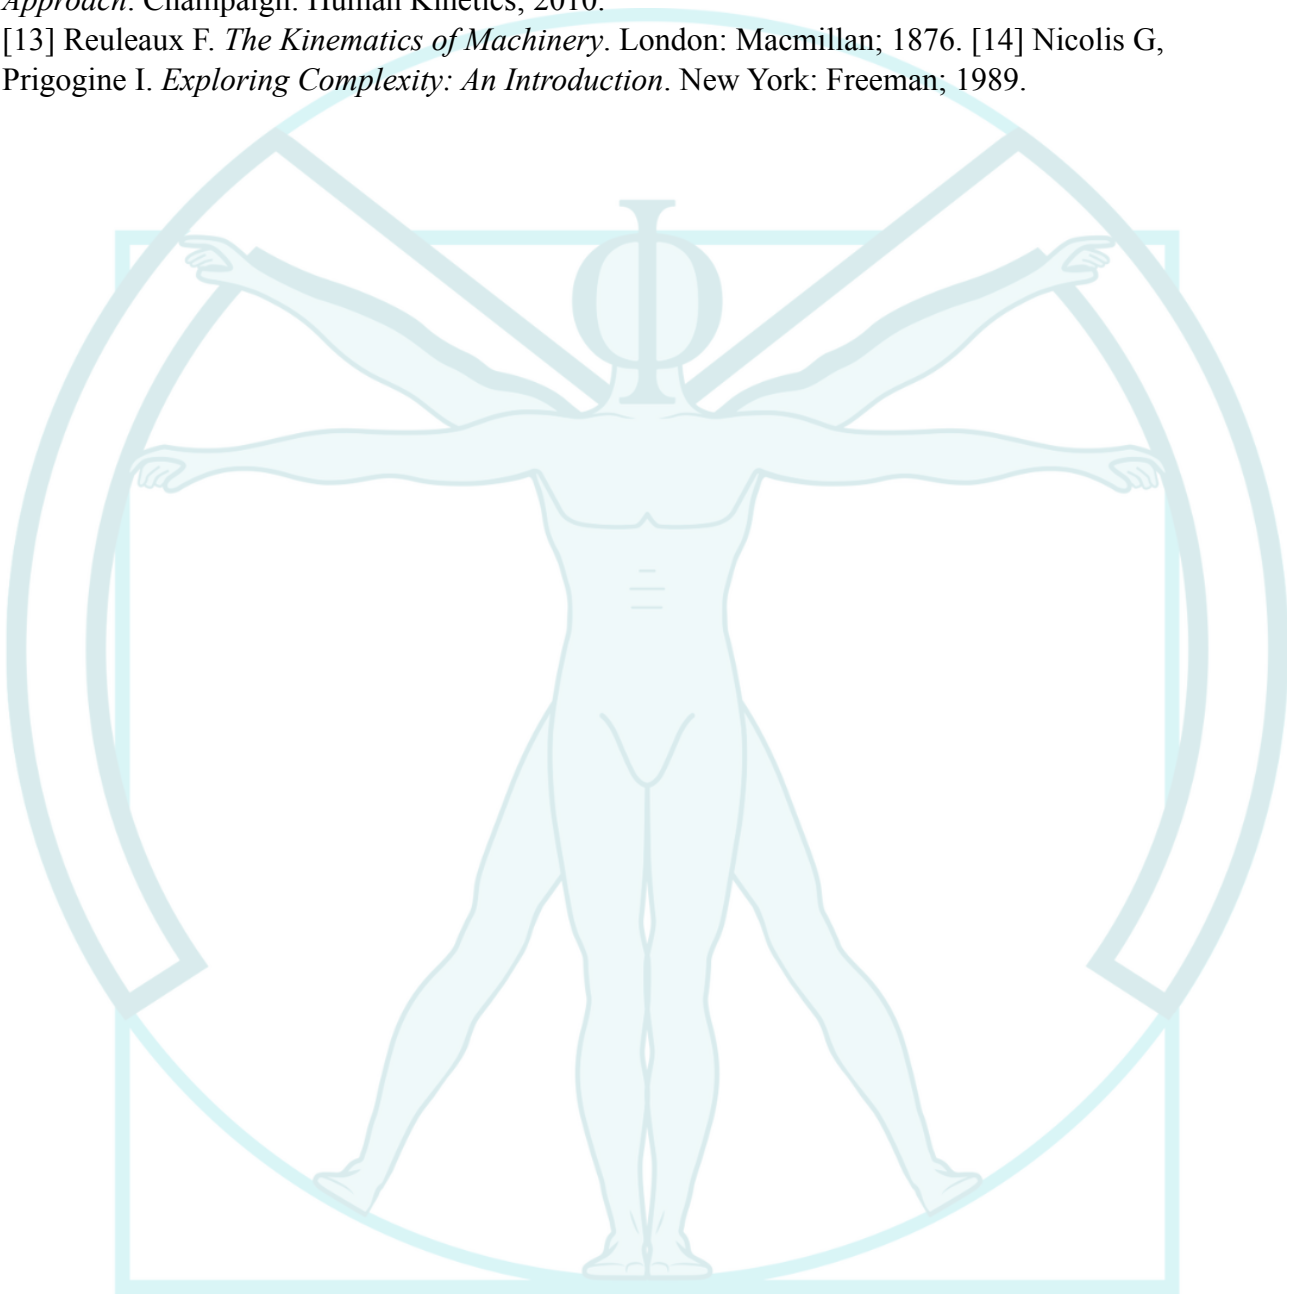 Approach. Champaign: Human Kinetics, 2010.
[13] Reuleaux F. The Kinematics of Machinery. London: Macmillan; 1876. [14] Nicolis G,
Prigogine I. Exploring Complexity: An Introduction. New York: Freeman; 1989.
Φ